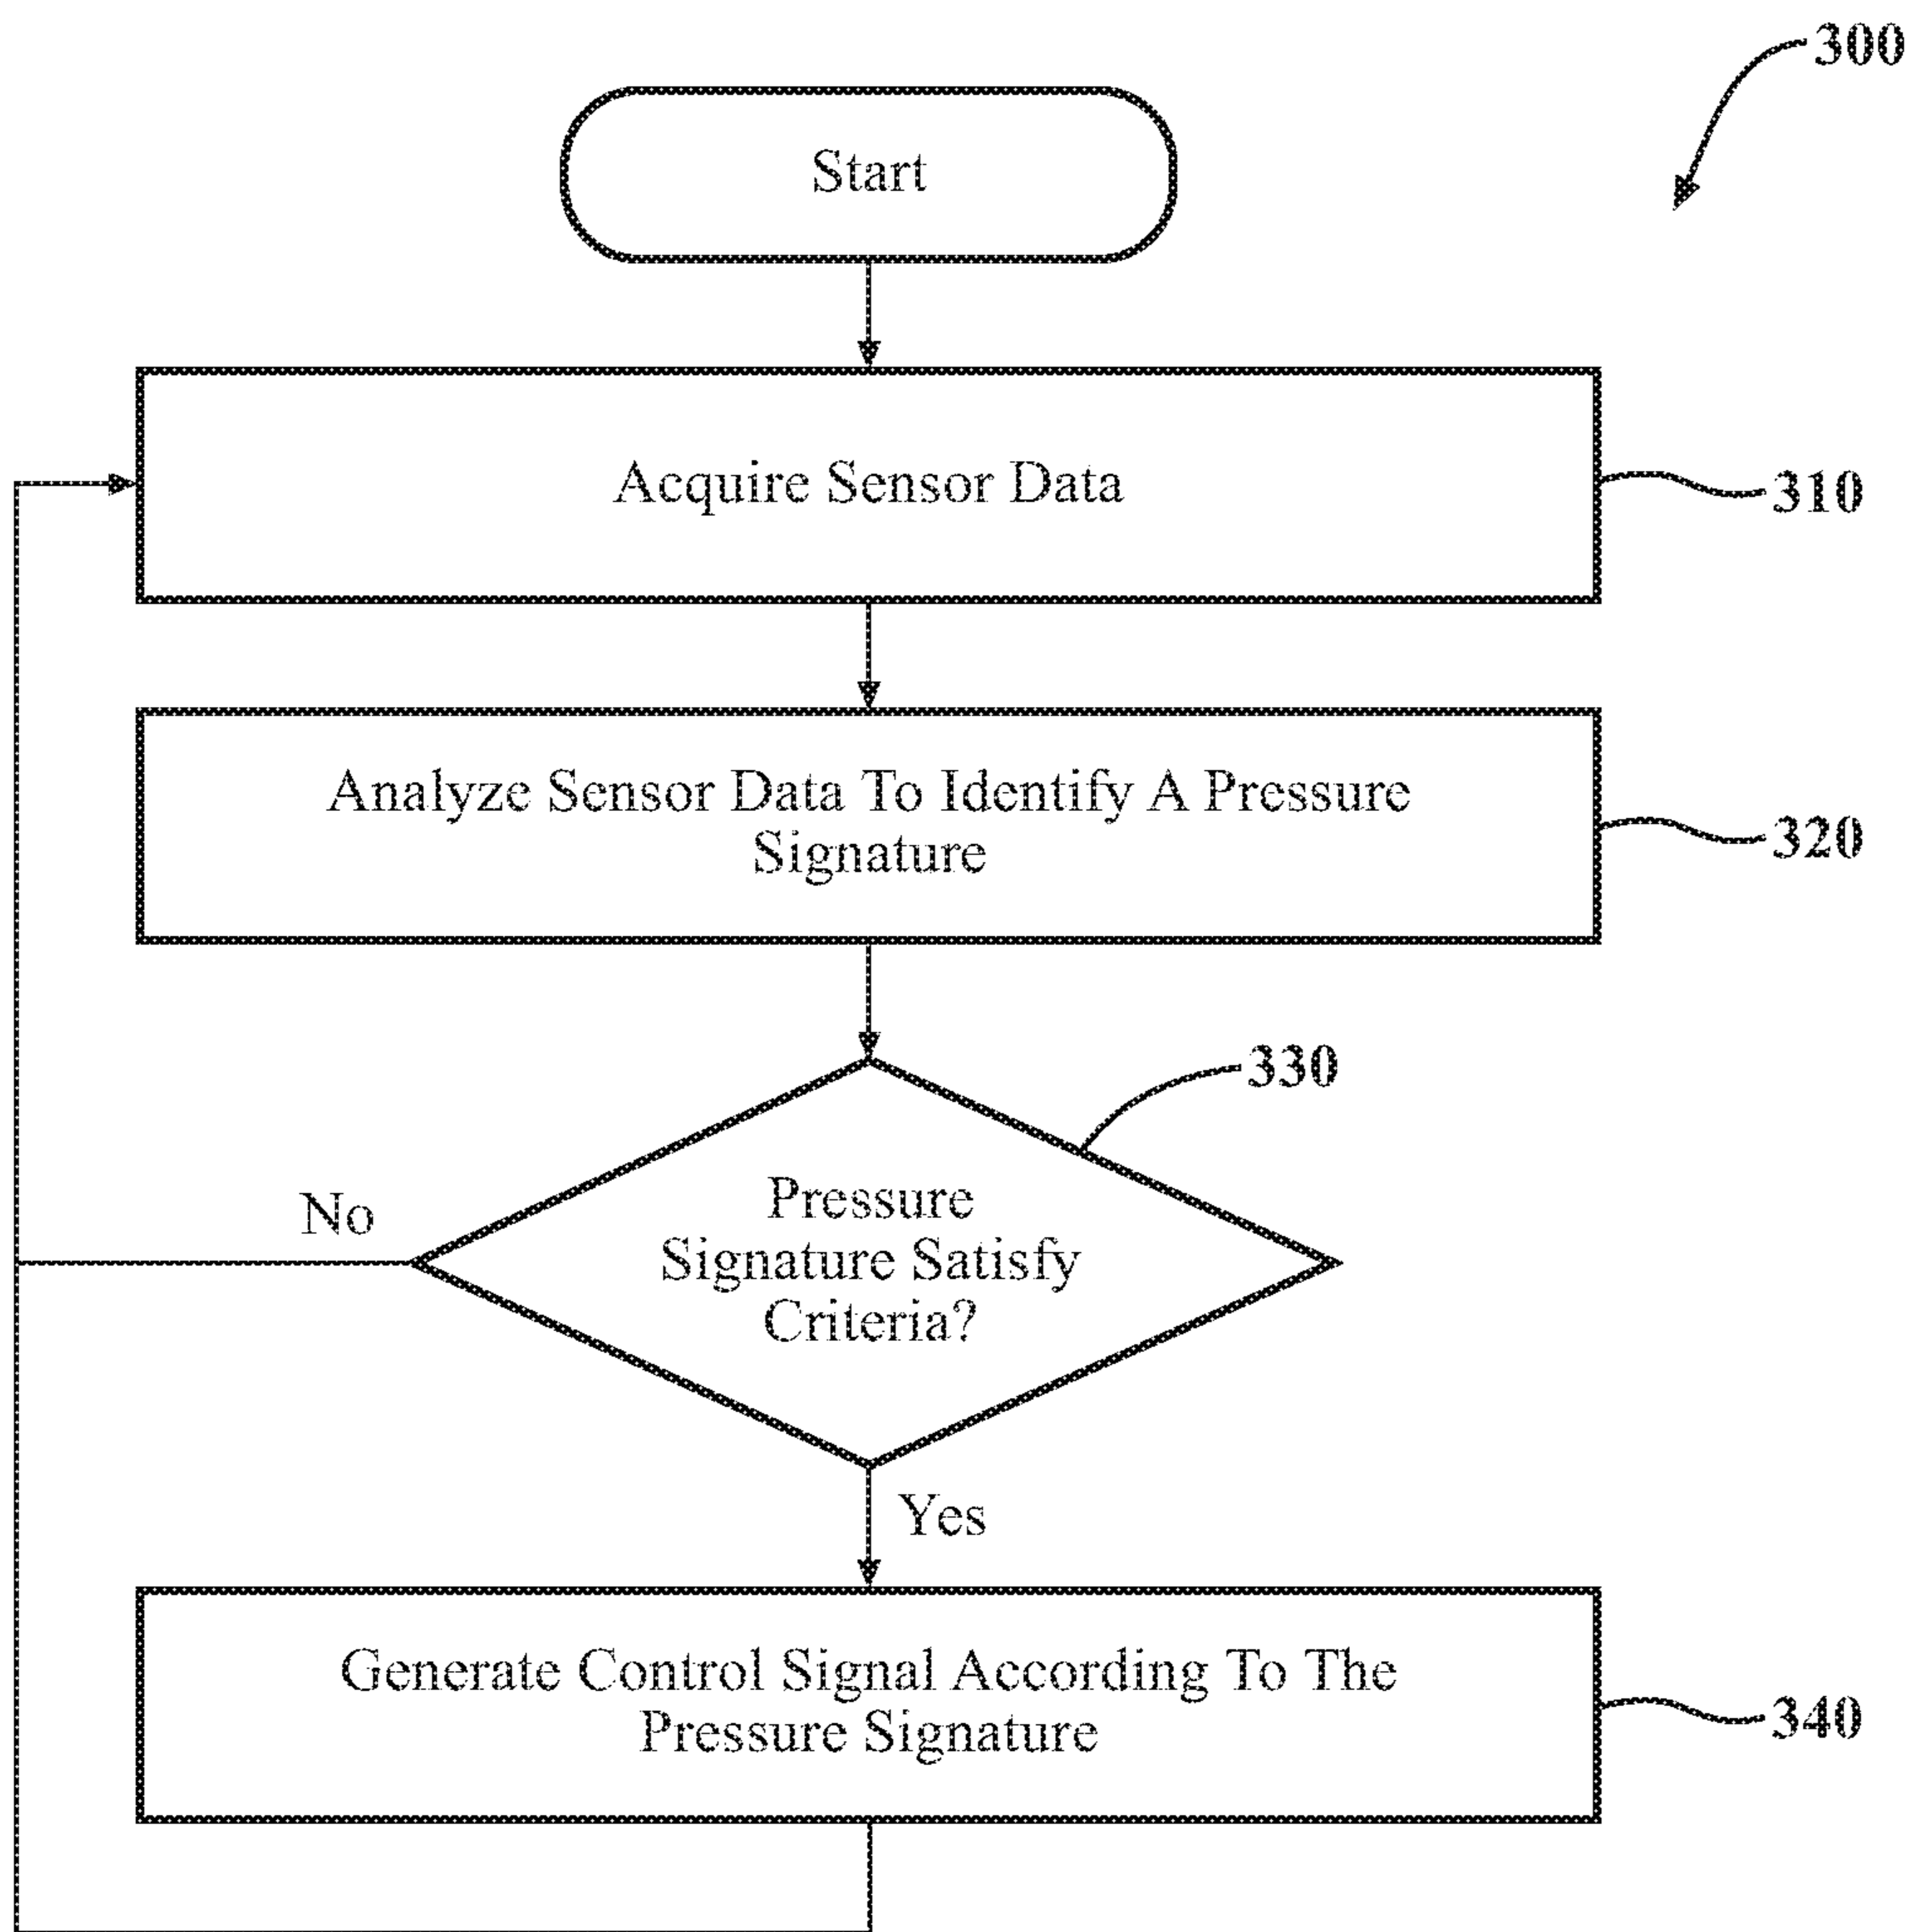 300
Start
Acquire Sensor Data
310
Analyze Sensor Data To Identify A Pressure
Signature
320
330
Pressure
Signature Satisfy
Criteria?
No
Yes
Generate Control Signal According To The
Pressure Signature
340